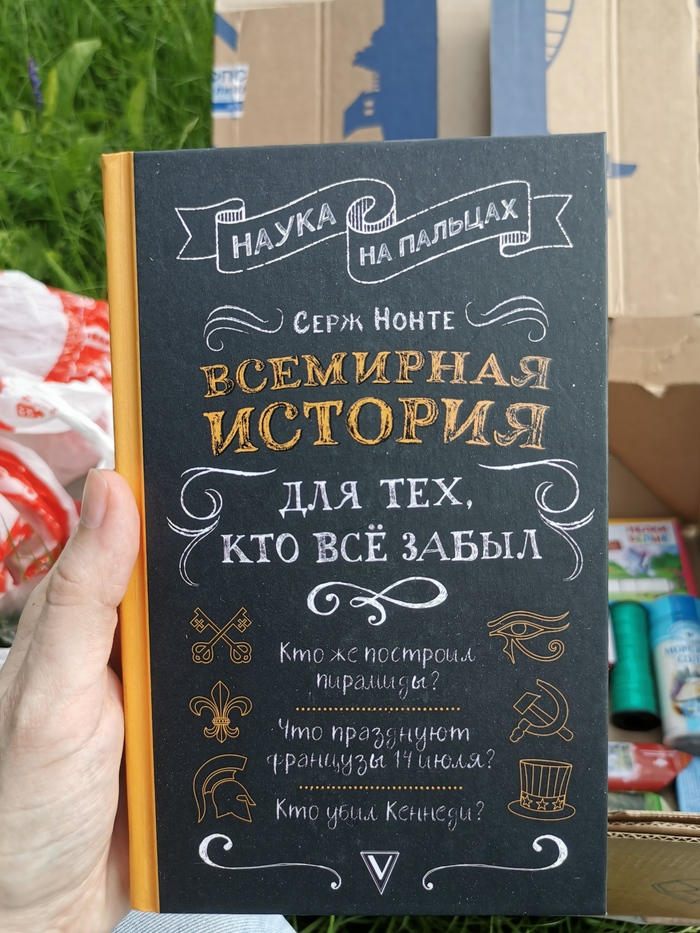 НАУКА
НА ПАЛЬЦАХ
СЕРЖ НОНТЕ
ВСЕМИРНАЯ
ИСТОРИЯ
ДЛЯ ТЕХ,
КТО ВСЁ ЗАБЫЛ
Кто же построил
пирамиды?
Что празднуют
французы 14 июля?
Кто убил Кеннеди?
V